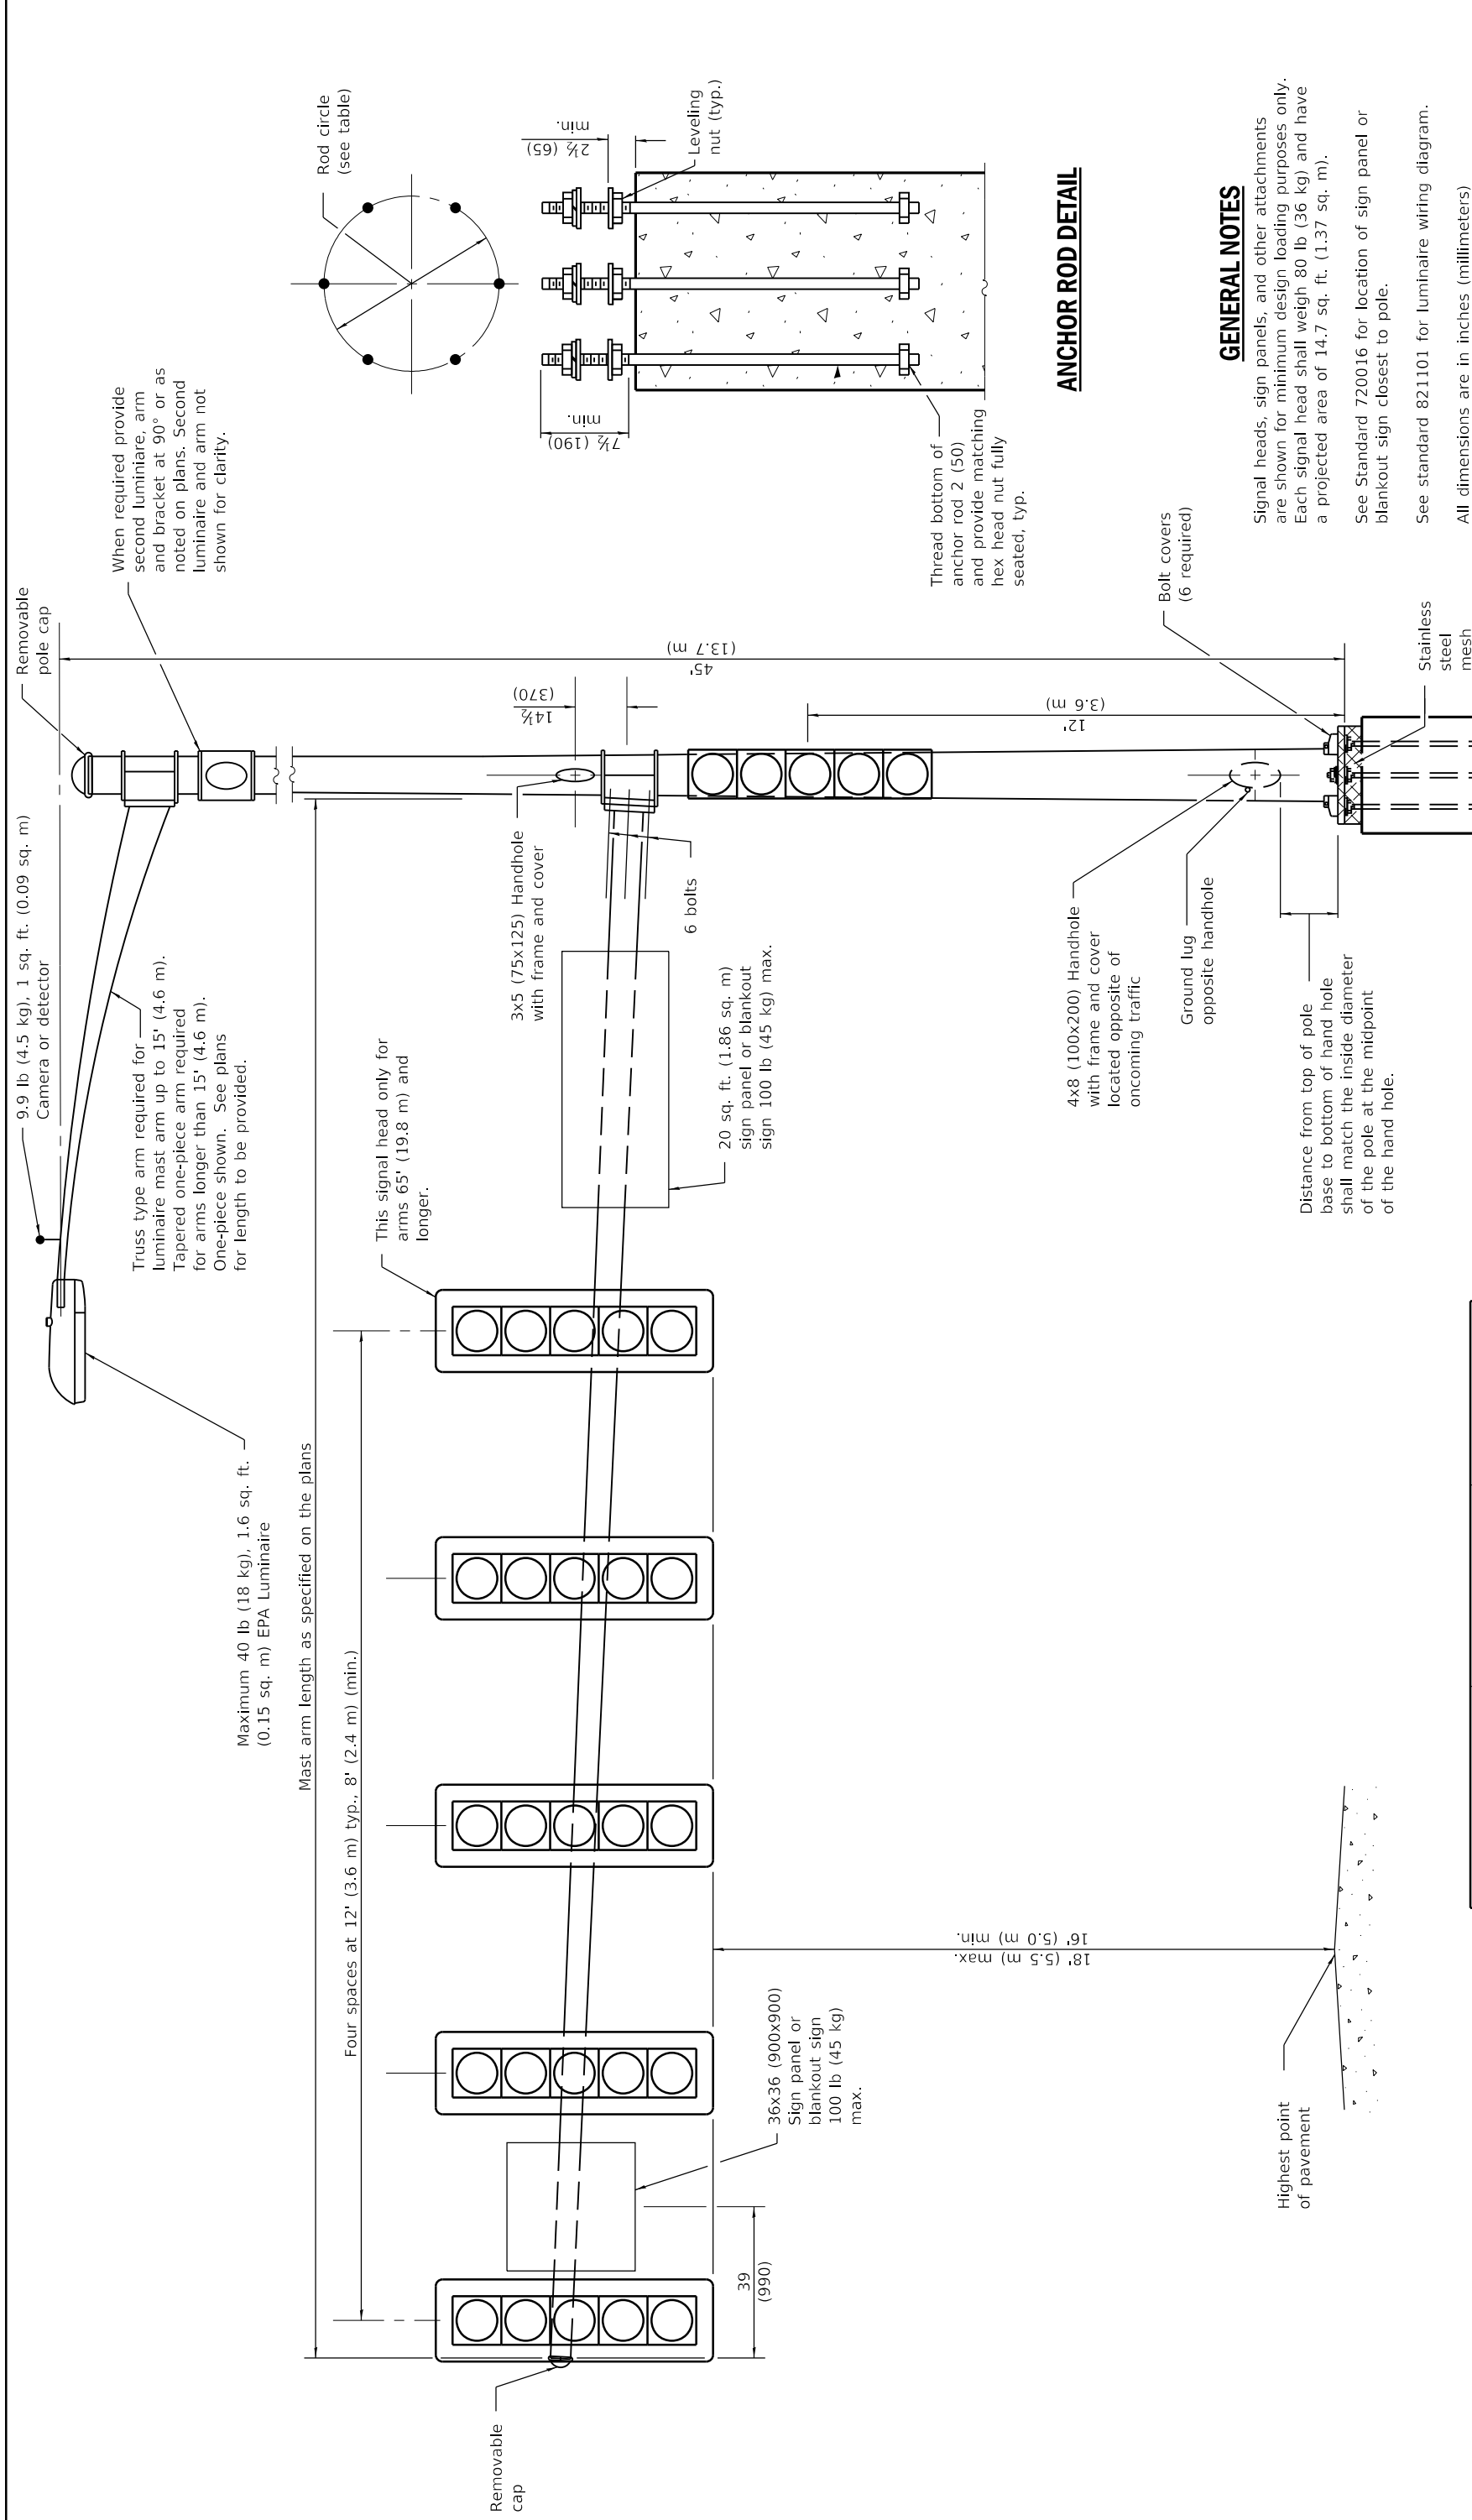 9.9 lb (4.5 kg), 1 sq. ft. (0.09 sq. m)
Camera or detector
Removable
pole cap
Truss type arm required for
luminaire mast arm up to 15' (4.6 m).
Tapered one-piece arm required
for arms longer than 15' (4.6 m).
One-piece shown. See plans
for length to be provided.
When required provide
second luminiare, arm
and bracket at 90° or as
noted on plans. Second
luminaire and arm not
shown for clarity.
Maximum 40 lb (18 kg), 1.6 sq. ft.
(0.15 sq. m) EPA Luminaire
Mast arm length as specified on the plans
Four spaces at 12' (3.6 m) typ., 8' (2.4 m) (min.)
This signal head only for
arms 65' (19.8 m) and
longer.
3x5 (75x125) Handhole
with frame and cover
14½
(370)
45'
(13.7 m)
12'
(3.6 m)
6 bolts
20 sq. ft. (1.86 sq. m)
sign panel or blankout
sign 100 lb (45 kg) max.
Removable
cap
39
(990)
36x36 (900x900)
Sign panel or
blankout sign
100 lb (45 kg)
max.
18' (5.5 m) max.
16' (5.0 m) min.
Highest point
of pavement
4x8 (100x200) Handhole
with frame and cover
located opposite of
oncoming traffic
Ground lug
opposite handhole
Distance from top of pole
base to bottom of hand hole
shall match the inside diameter
of the pole at the midpoint
of the hand hole.
Bolt covers
(6 required)
Stainless
steel
mesh
Rod circle
(see table)
2½ (65)
min.
Leveling
nut (typ.)
7½ (190)
min.
Thread bottom of
anchor rod 2 (50)
and provide matching
hex head nut fully
seated, typ.
ANCHOR ROD DETAIL
GENERAL NOTES
Signal heads, sign panels, and other attachments
are shown for minimum design loading purposes only.
Each signal head shall weigh 80 lb (36 kg) and have
a projected area of 14.7 sq. ft. (1.37 sq. m).
See Standard 720016 for location of sign panel or
blankout sign closest to pole.
See standard 821101 for luminaire wiring diagram.
All dimensions are in inches (millimeters)